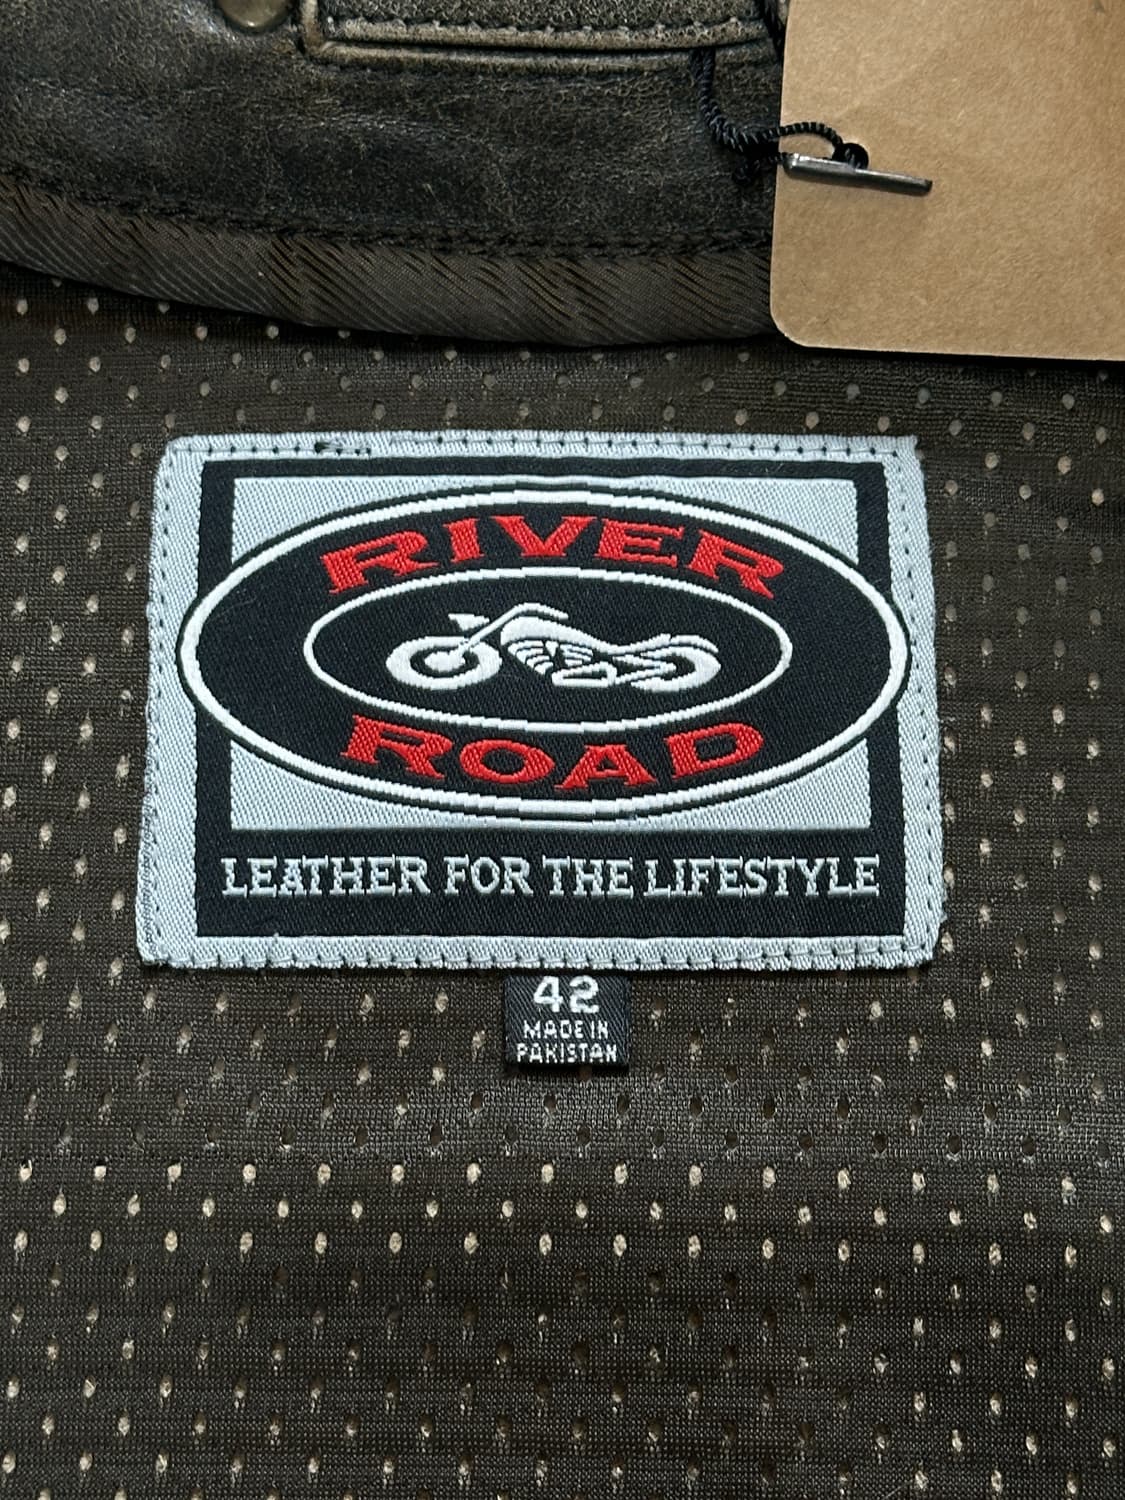 RIVER
ROAD
LEATHER FOR THE LIFESTYLE
42
MADE IN
PAKISTAN